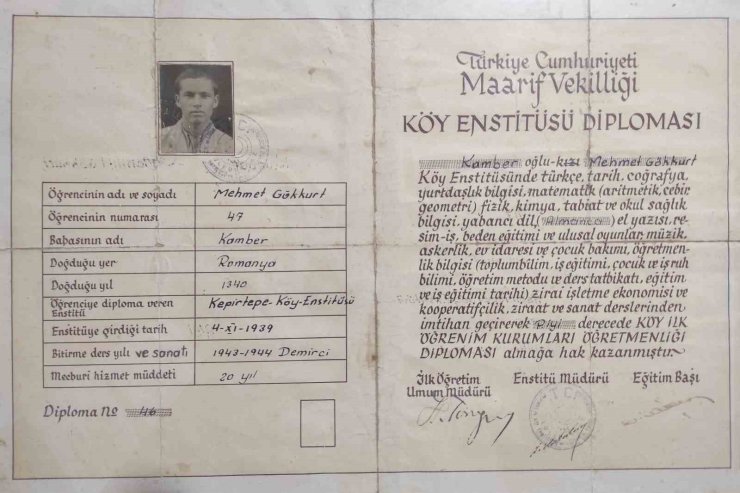 Öğrencinin adı ve soyadı Mehmet Gökkurt
Öğrencinin numarası 47
Babasının adı Kamber
Doğduğu yer Romanya
Doğduğu yıl 1340
Öğrenciye diploma veren Enstitü Kepirtepe-Köy-Enstitüsü
Enstitüye girdiği tarih 4-XI-1939
Bitirme ders yılı ve sanatı 1943-1944 Demirci
Mecburi hizmet müddeti 20 yıl
Diploma No 46
Türkiye Cumhuriyeti
Maarif Vekilliği
KÖY ENSTİTÜSÜ DİPLOMASI
Kamber oğlu-kızı Mehmet Gökkurt
Köy Enstitüsünde türkçe, tarih, coğrafya,
yurtdaşlık bilgisi, matematik (aritmetik, cebir,
geometri) fizik, kimya, tabiat ve okul sağlık
bilgisi, yabancı dil (Almanca) el yazısı, re-
sim-iş, beden eğitimi ve ulusal oyunlar, müzik,
askerlik, ev idaresi ve çocuk bakımı, öğretmen-
lik bilgisi (toplumbilim, iş eğitimi, çocuk ve iş ruh
bilimi, öğretim metodu ve ders tatbikatı, eğitim
ve iş eğitimi tarihi) zirai işletme ekonomisi ve
kooperatifçilik, ziraat ve sanat derslerinden
imtihan geçirerek P.iyi derecede KÖY İLK
ÖĞRENİM KURUMLARI ÖĞRETMENLİĞİ
DİPLOMASI almağa hak kazanmıştır.
İlk Öğretim Umum Müdürü
Enstitü Müdürü
Eğitim Başı